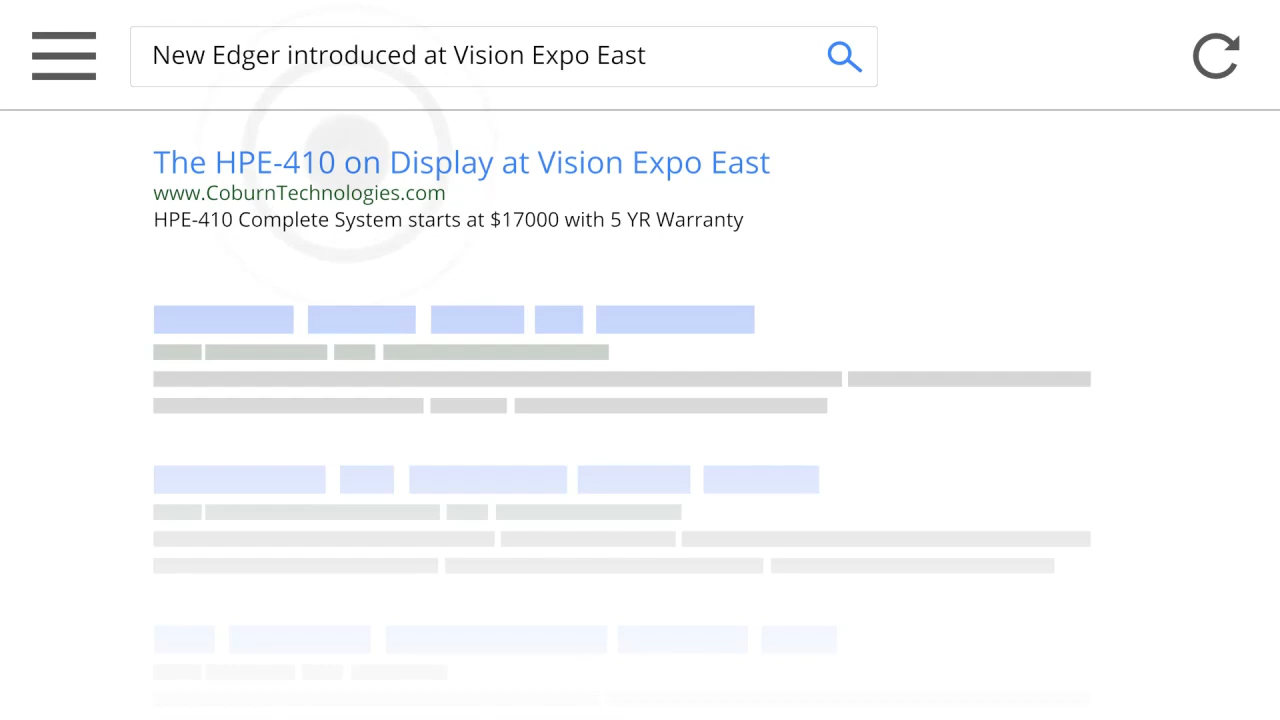 New Edger introduced at Vision Expo East
The HPE-410 on Display at Vision Expo East
www.CoburnTechnologies.com
HPE-410 Complete System starts at $17000 with 5 YR Warranty